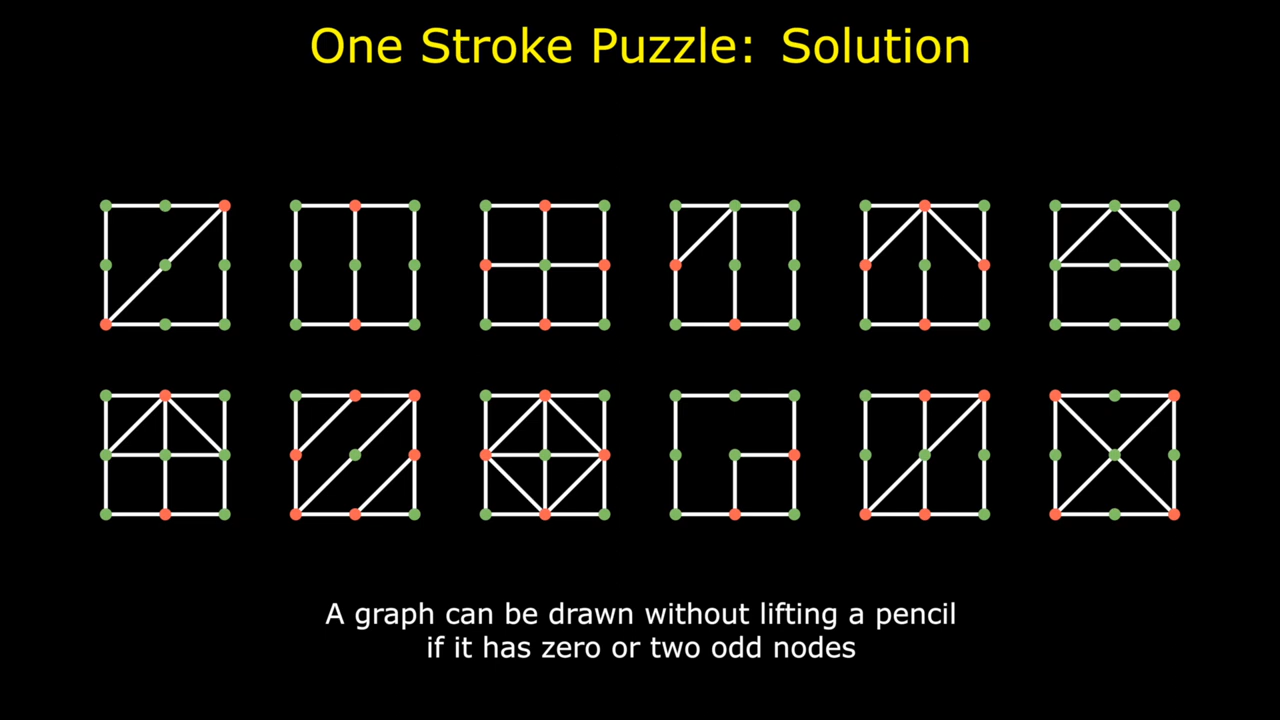 One Stroke Puzzle: Solution
A graph can be drawn without lifting a pencil
if it has zero or two odd nodes